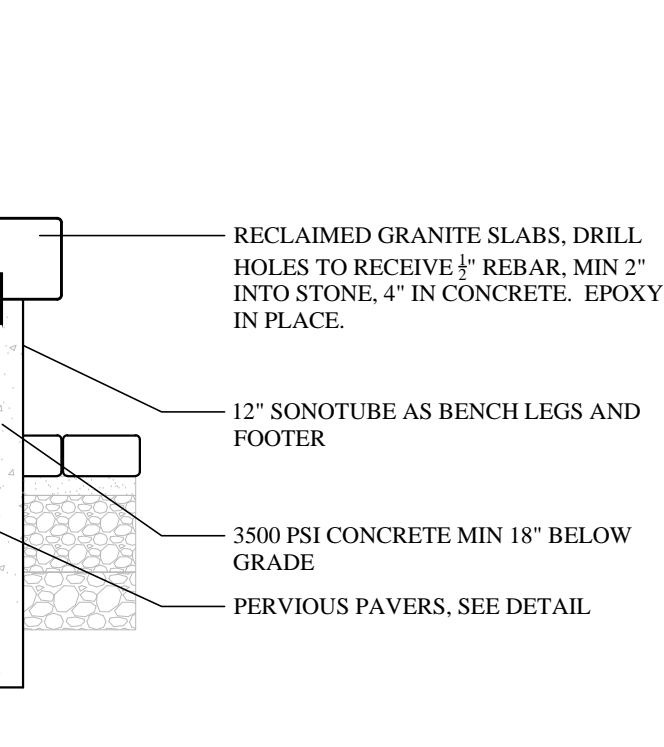 RECLAIMED GRANITE SLABS, DRILL
HOLES TO RECEIVE ½" REBAR, MIN 2"
INTO STONE, 4" IN CONCRETE.  EPOXY
IN PLACE.
12" SONOTUBE AS BENCH LEGS AND
FOOTER
3500 PSI CONCRETE MIN 18" BELOW
GRADE
PERVIOUS PAVERS, SEE DETAIL